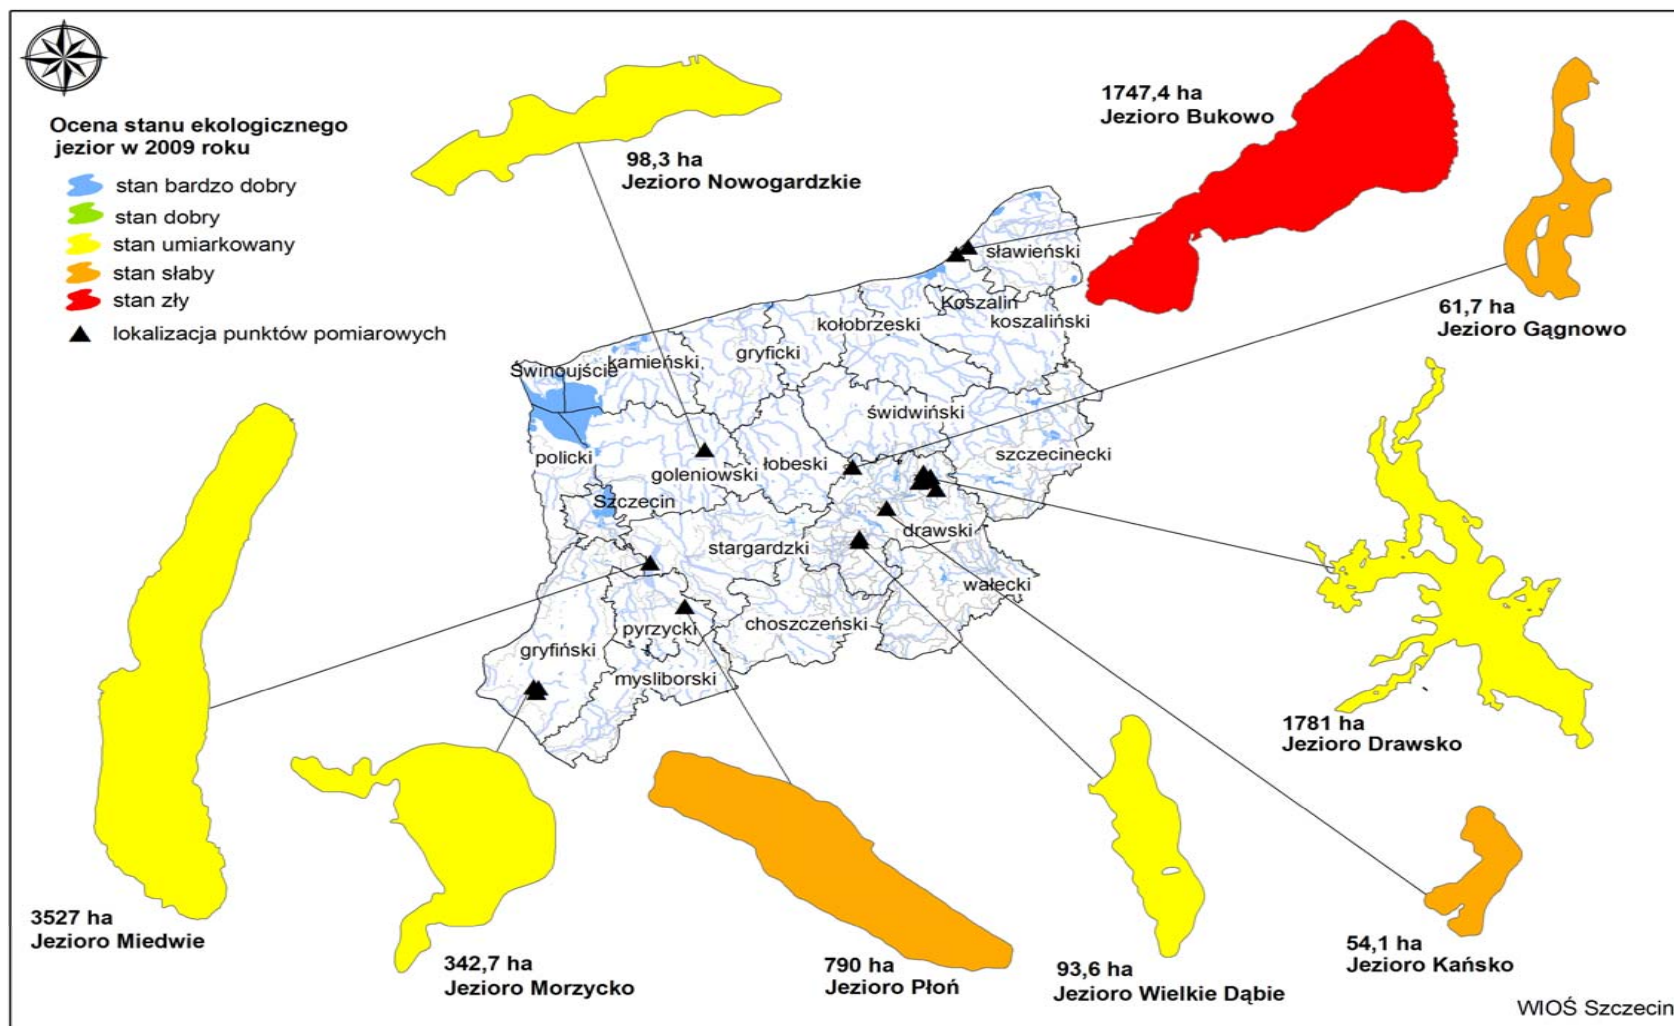 Ocena stanu ekologicznego
jezior w 2009 roku
stan bardzo dobry
stan dobry
stan umiarkowany
stan słaby
stan zły
lokalizacja punktów pomiarowych
98,3 ha
Jezioro Nowogardzkie
1747,4 ha
Jezioro Bukowo
61,7 ha
Jezioro Gągnowo
sławieński
Koszalin
koszaliński
kołobrzeski
gryficki
kamieński
Świnoujście
świdwiński
szczecinecki
łobeski
goleniowski
policki
Szczecin
drawski
stargardzki
wałecki
choszczeński
pyrzycki
gryfiński
mysliborski
1781 ha
Jezioro Drawsko
3527 ha
Jezioro Miedwie
342,7 ha
Jezioro Morzycko
790 ha
Jezioro Płoń
93,6 ha
Jezioro Wielkie Dąbie
54,1 ha
Jezioro Kańsko
WIOŚ Szczecin